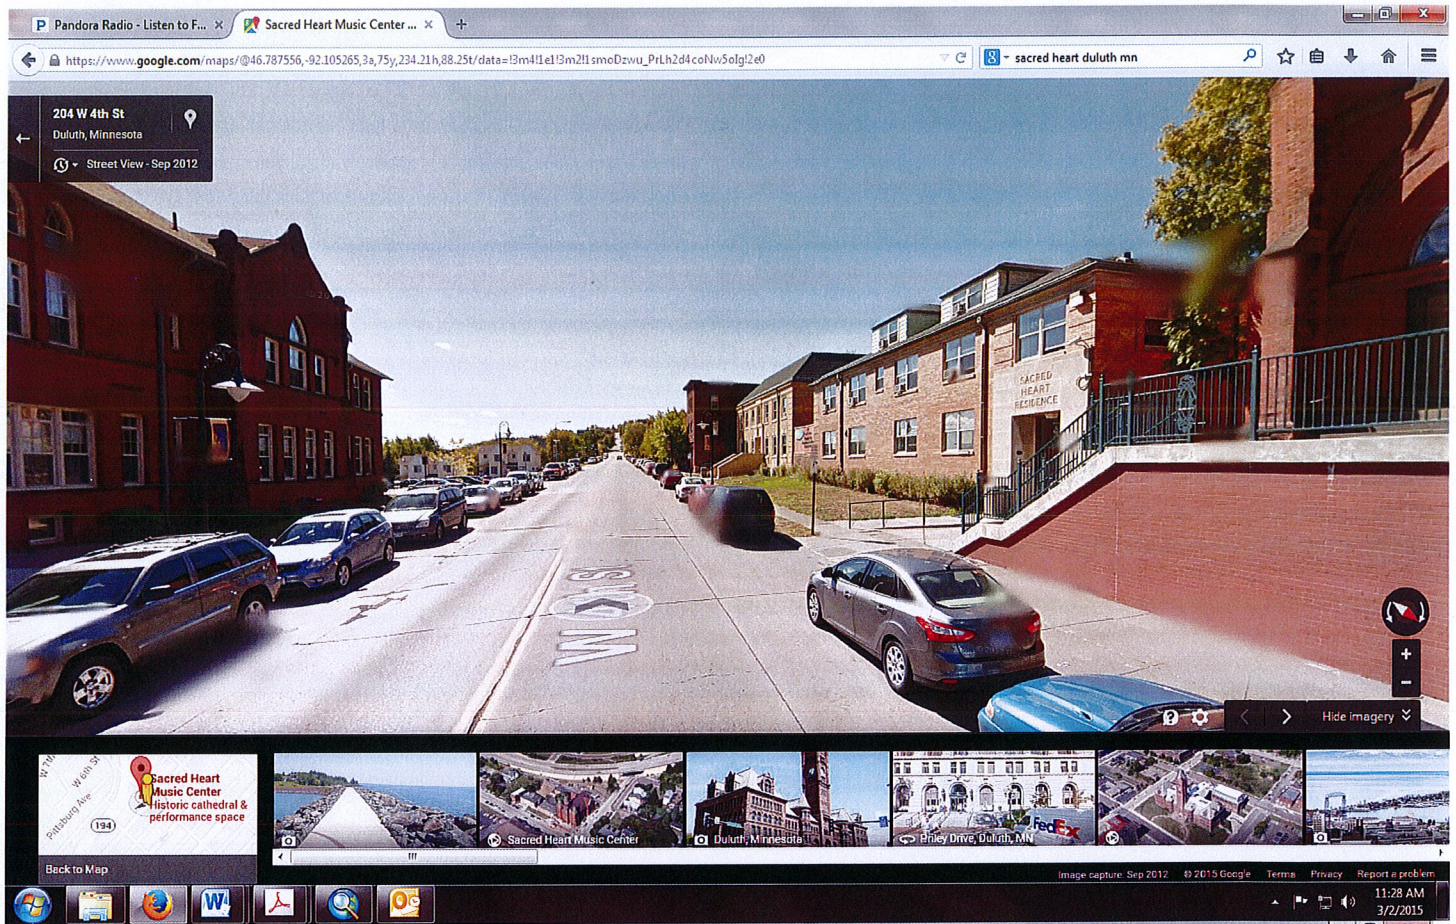 Pandora Radio - Listen to F... ×
Sacred Heart Music Center ... ×
+
https://www.google.com/maps/@46.787556,-92.105265,3a,75y,234.21h,88.25t/data=!3m4!1e1!3m2!1smoDzwu_PrLh2d4coNw5oIg!2e0
sacred heart duluth mn
204 W 4th St
Duluth, Minnesota
Street View - Sep 2012
SACRED
HEART
RESIDENCE
Hide imagery
W 6th St
194
Sacred Heart
Music Center
Historic cathedral &
performance space
Back to Map
Sacred Heart Music Center
Duluth, Minnesota
Priley Drive, Duluth, MN
FedEx
Image capture: Sep 2012 © 2015 Google Terms Privacy Report a problem
11:28 AM
3/2/2015